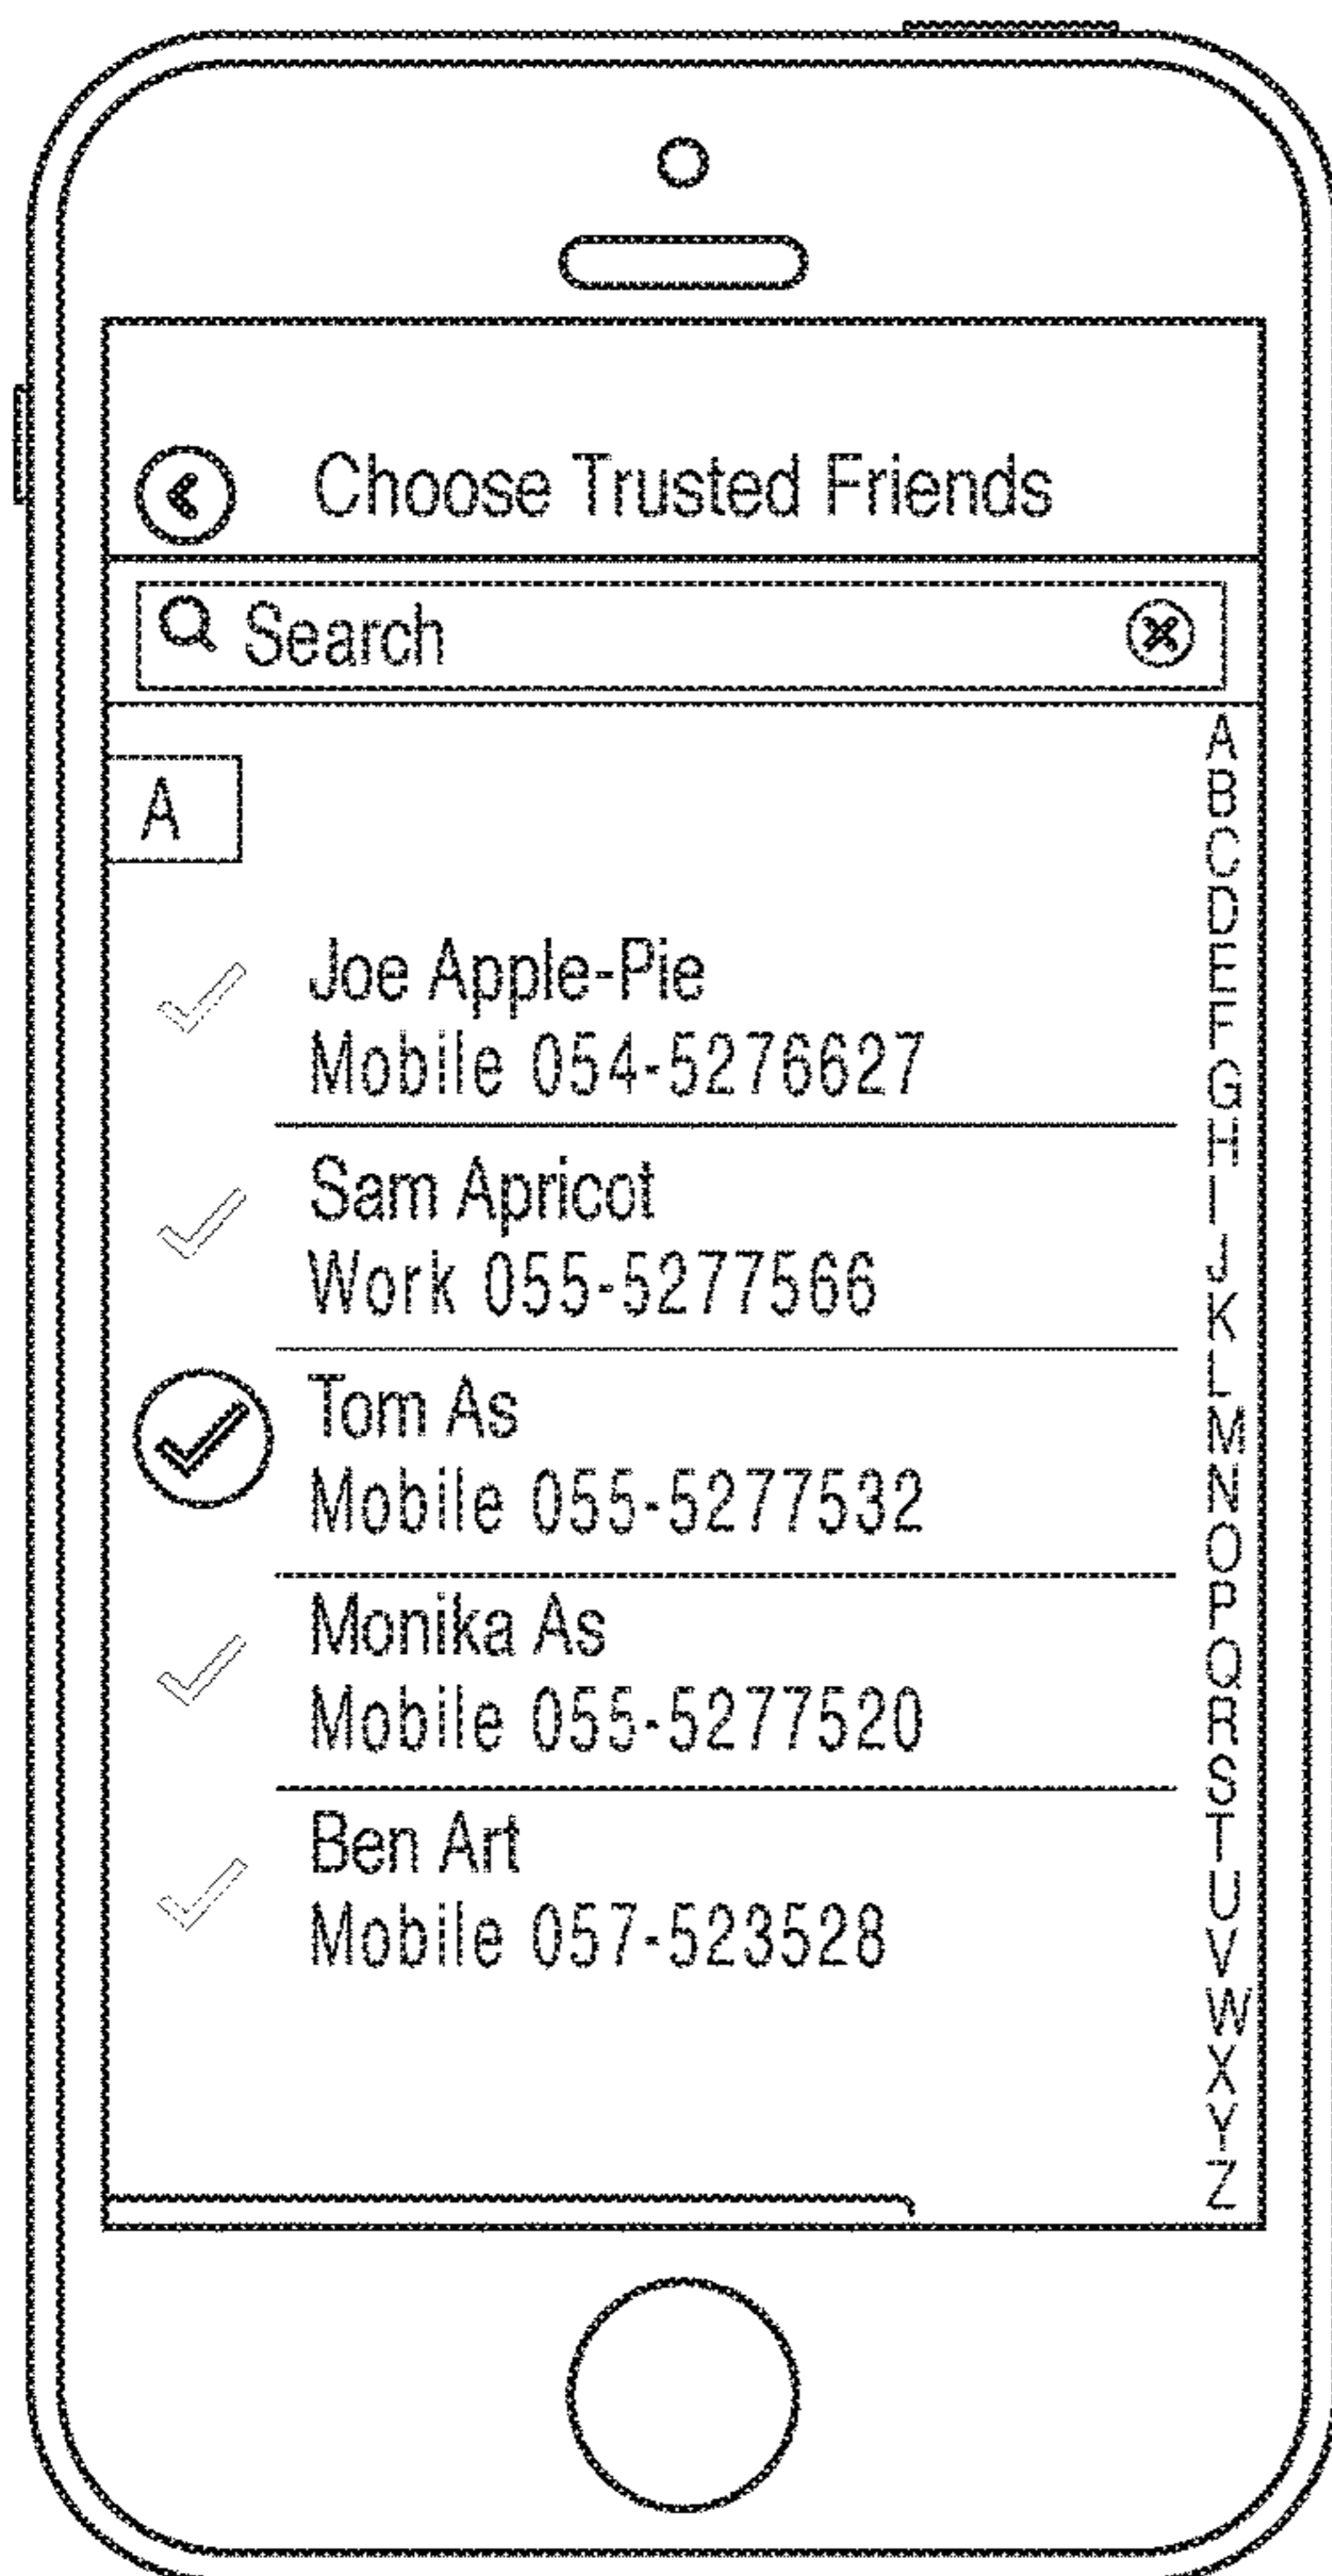 Choose Trusted Friends
Search
A
Joe Apple-Pie
Mobile 054-5276627
Sam Apricot
Work 055-5277566
Tom As
Mobile 055-5277532
Monika As
Mobile 055-5277520
Ben Art
Mobile 057-523528
A
B
C
D
E
F
G
H
I
J
K
L
M
N
O
P
Q
R
S
T
U
V
W
X
Y
Z